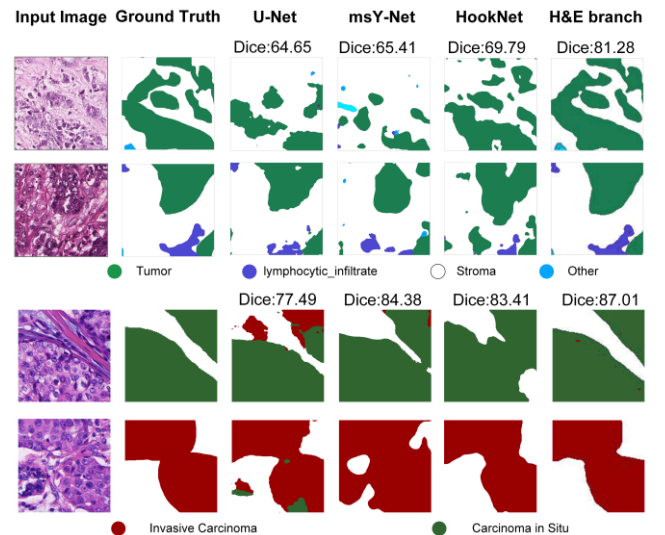 Input Image Ground Truth U-Net msY-Net HookNet H&E branch
Dice:64.65 Dice:65.41 Dice:69.79 Dice:81.28
Tumor lymphocytic_infiltrate Stroma Other
Dice:77.49 Dice:84.38 Dice:83.41 Dice:87.01
Invasive Carcinoma Carcinoma in Situ